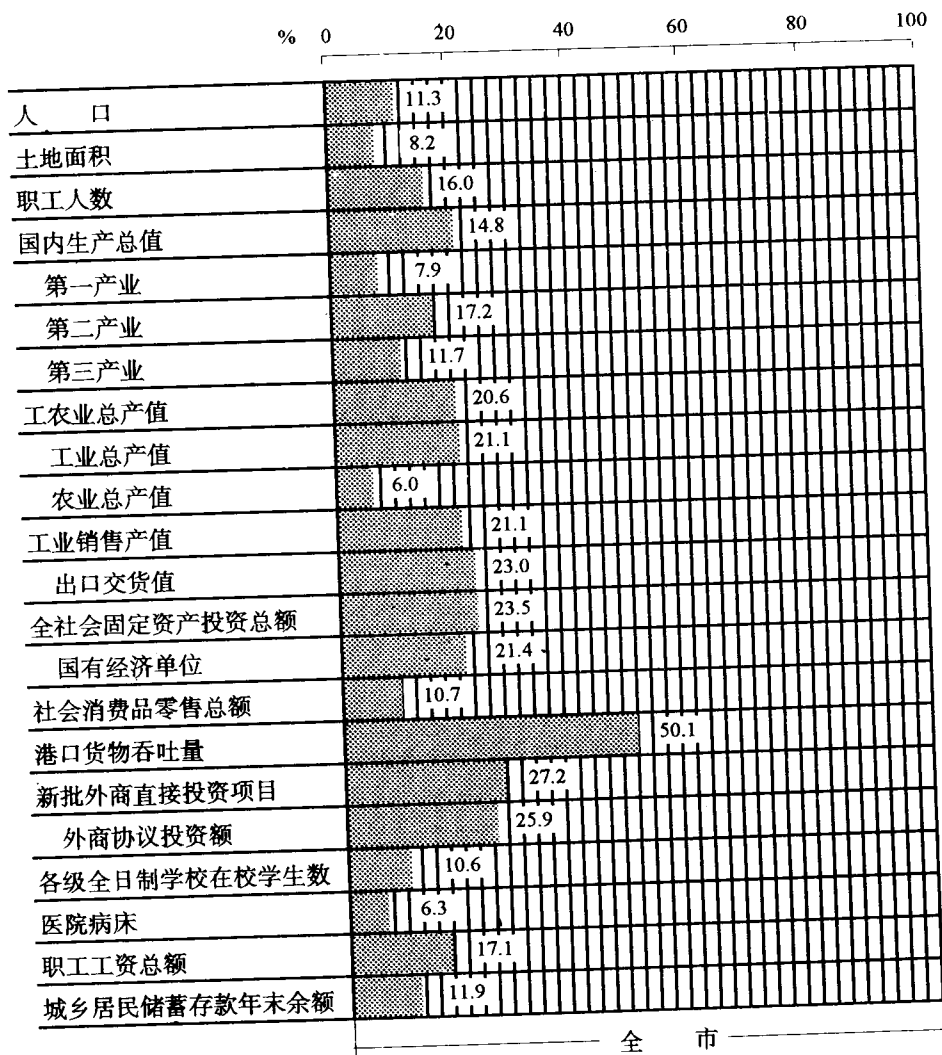 % 0 20 40 60 80 100
人 口 11.3
土地面积 8.2
职工人数 16.0
国内生产总值 14.8
第一产业 7.9
第二产业 17.2
第三产业 11.7
工农业总产值 20.6
工业总产值 21.1
农业总产值 6.0
工业销售产值 21.1
出口交货值 23.0
全社会固定资产投资总额 23.5
国有经济单位 21.4
社会消费品零售总额 10.7
港口货物吞吐量 50.1
新批外商直接投资项目 27.2
外商协议投资额 25.9
各级全日制学校在校学生数 10.6
医院病床 6.3
职工工资总额 17.1
城乡居民储蓄存款年末余额 11.9
全 市